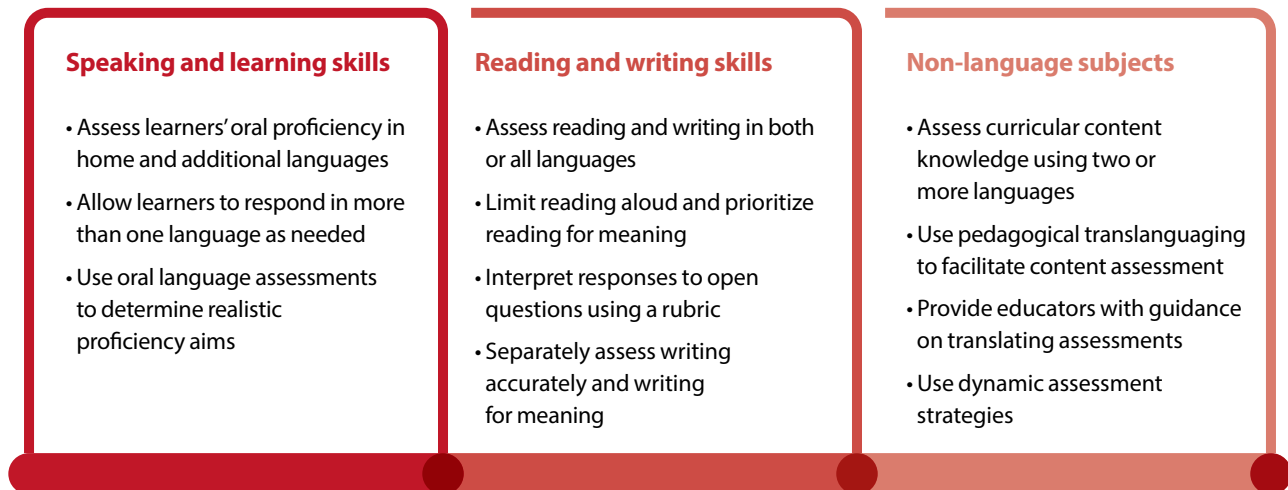 Speaking and learning skills
• Assess learners’ oral proficiency in
home and additional languages
• Allow learners to respond in more
than one language as needed
• Use oral language assessments
to determine realistic
proficiency aims
Reading and writing skills
• Assess reading and writing in both
or all languages
• Limit reading aloud and prioritize
reading for meaning
• Interpret responses to open
questions using a rubric
• Separately assess writing
accurately and writing
for meaning
Non-language subjects
• Assess curricular content
knowledge using two or
more languages
• Use pedagogical translanguaging
to facilitate content assessment
• Provide educators with guidance
on translating assessments
• Use dynamic assessment
strategies